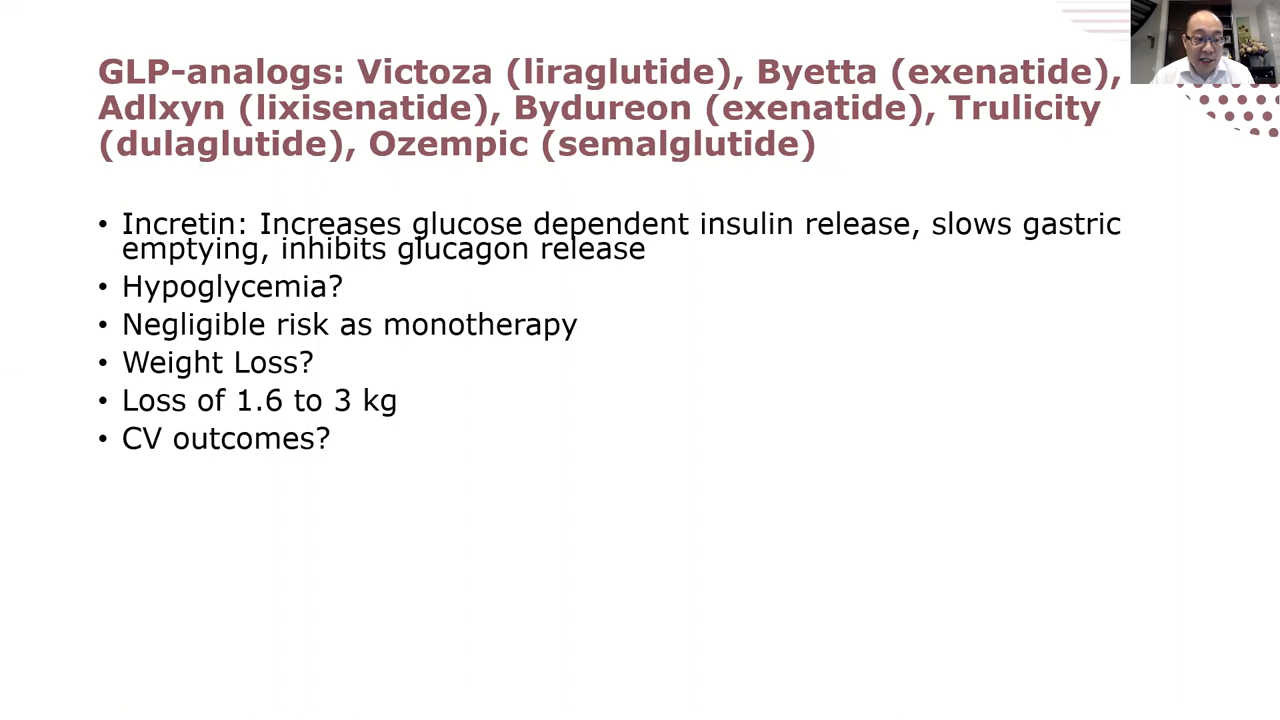 GLP-analogs: Victoza (liraglutide), Byetta (exenatide),
Adlxyn (lixisenatide), Bydureon (exenatide), Trulicity
(dulaglutide), Ozempic (semalglutide)
• Incretin: Increases glucose dependent insulin release, slows gastric
emptying, inhibits glucagon release
• Hypoglycemia?
• Negligible risk as monotherapy
• Weight Loss?
• Loss of 1.6 to 3 kg
• CV outcomes?